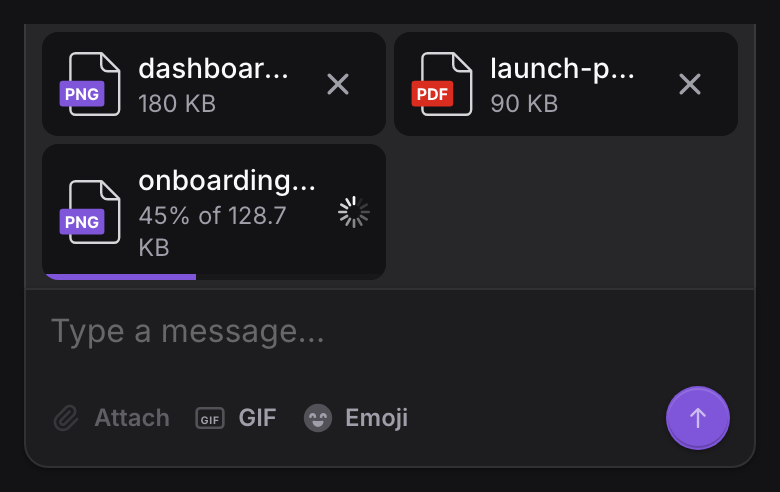 dashboar...
PNG
180 KB
launch-p...
PDF
90 KB
onboarding...
PNG
45% of 128.7
KB
Type a message...
Attach
GIF
GIF
Emoji